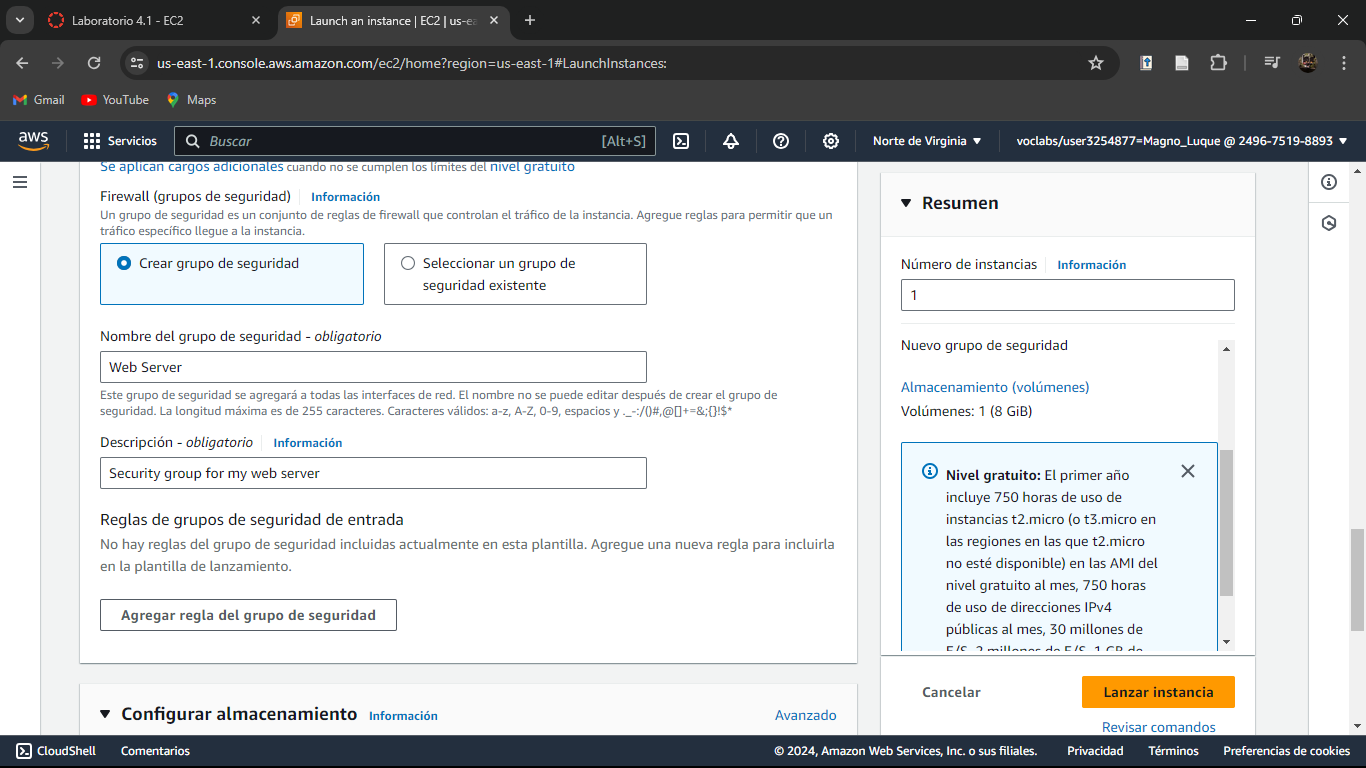 Laboratorio 4.1 - EC2
Launch an instance | EC2 | us-ea
us-east-1.console.aws.amazon.com/ec2/home?region=us-east-1#LaunchInstances:
Gmail
YouTube
Maps
aws
Servicios
Buscar
[Alt+S]
Norte de Virginia
voclabs/user3254877=Magno_Luque @ 2496-7519-8893
Se aplican cargos adicionales cuando no se cumplen los límites del nivel gratuito
Firewall (grupos de seguridad)
Información
Un grupo de seguridad es un conjunto de reglas de firewall que controlan el tráfico de la instancia. Agregue reglas para permitir que un
tráfico específico llegue a la instancia.
Crear grupo de seguridad
Seleccionar un grupo de
seguridad existente
Nombre del grupo de seguridad - obligatorio
Web Server
Este grupo de seguridad se agregará a todas las interfaces de red. El nombre no se puede editar después de crear el grupo de
seguridad. La longitud máxima es de 255 caracteres. Caracteres válidos: a-z, A-Z, 0-9, espacios y ._-:/()#,@[]+=&;{}!$*
Descripción - obligatorio
Información
Security group for my web server
Reglas de grupos de seguridad de entrada
No hay reglas del grupo de seguridad incluidas actualmente en esta plantilla. Agregue una nueva regla para incluirla
en la plantilla de lanzamiento.
Agregar regla del grupo de seguridad
Configurar almacenamiento
Información
Avanzado
Resumen
Número de instancias
Información
1
Nuevo grupo de seguridad
Almacenamiento (volúmenes)
Volúmenes: 1 (8 GiB)
Nivel gratuito: El primer año
incluye 750 horas de uso de
instancias t2.micro (o t3.micro en
las regiones en las que t2.micro
no esté disponible) en las AMI del
nivel gratuito al mes, 750 horas
de uso de direcciones IPv4
públicas al mes, 30 millones de
E/S, 2 millones de E/S, 1 GB de
Cancelar
Lanzar instancia
Revisar comandos
CloudShell
Comentarios
© 2024, Amazon Web Services, Inc. o sus filiales.
Privacidad
Términos
Preferencias de cookies